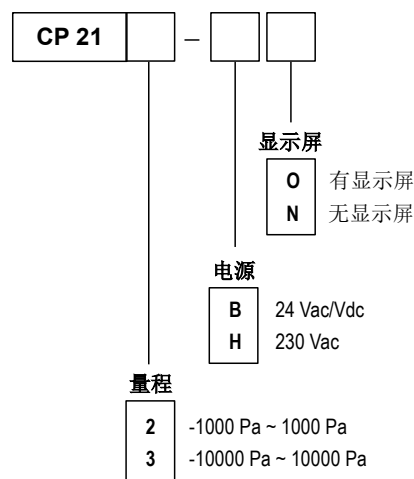 CP 21 –
显示屏
O 有显示屏
N 无显示屏
电源
B 24 Vac/Vdc
H 230 Vac
量程
2 -1000 Pa ~ 1000 Pa
3 -10000 Pa ~ 10000 Pa